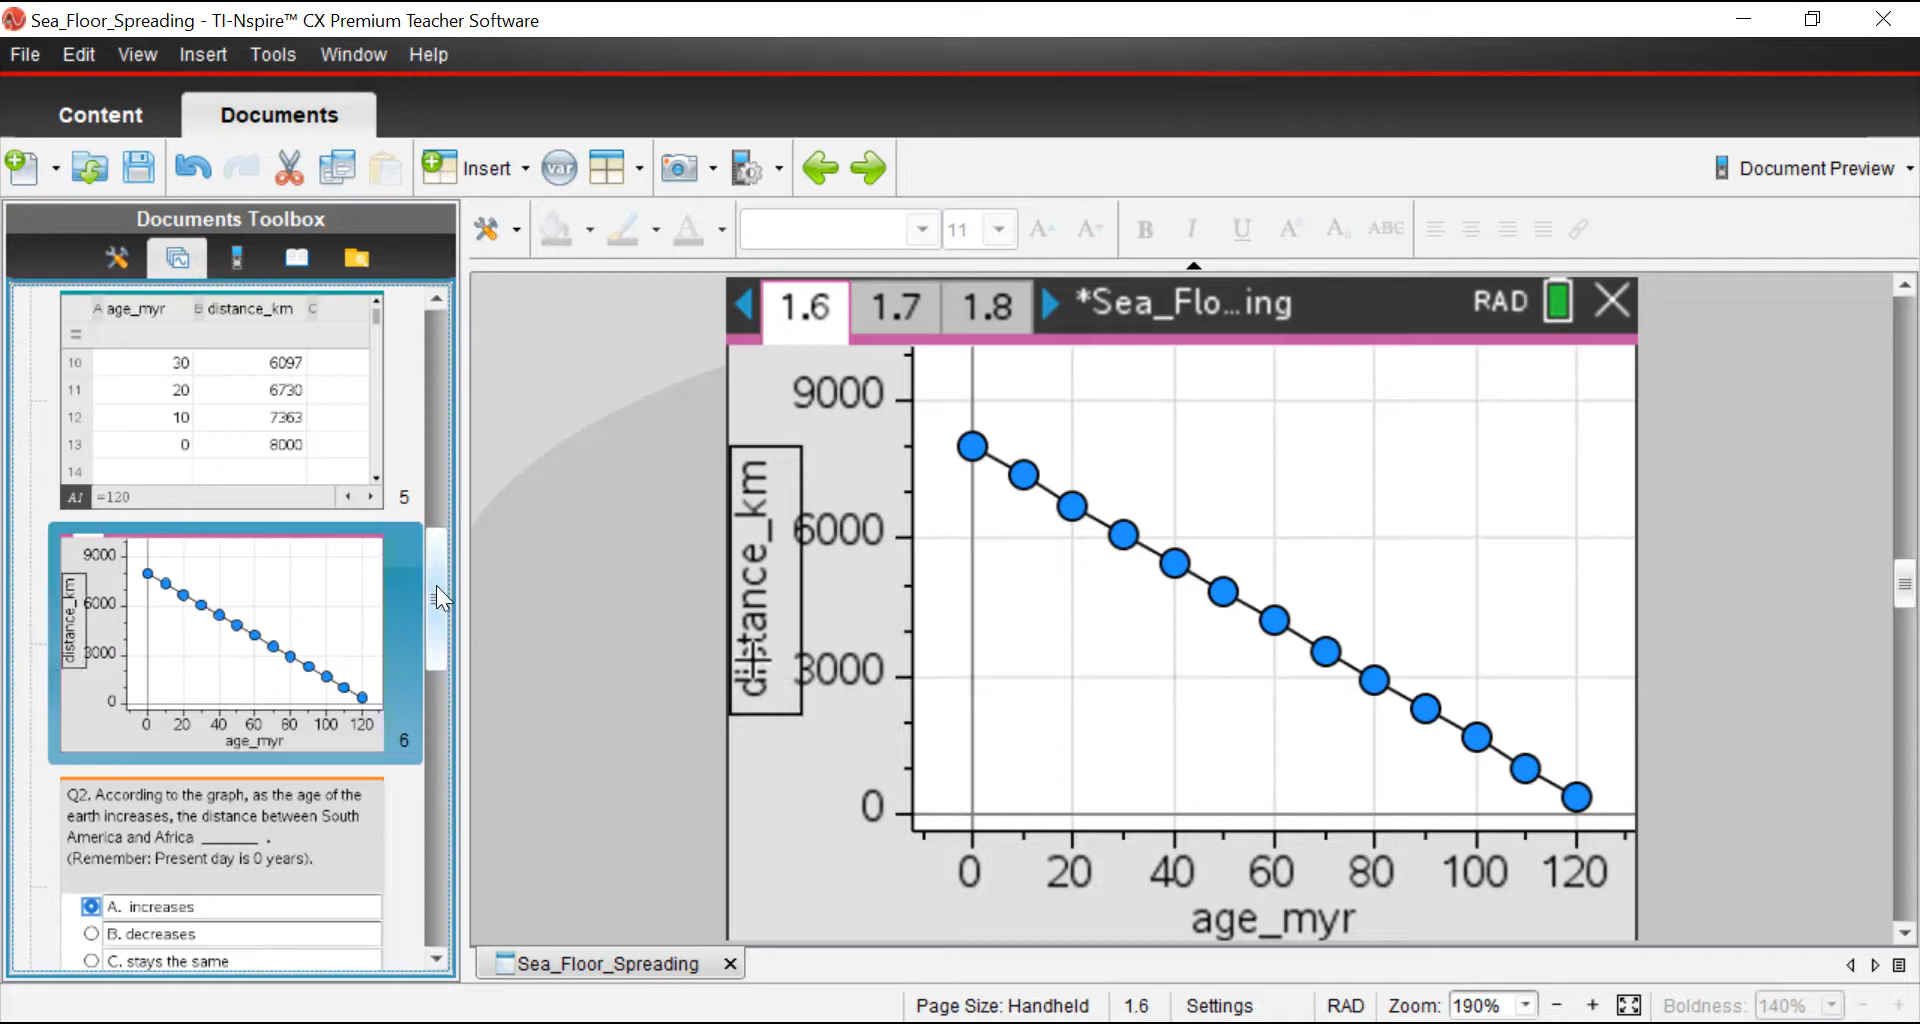 Sea_Floor_Spreading - TI-Nspire™ CX Premium Teacher Software
File Edit View Insert Tools Window Help
Content Documents
Insert var Document Preview
Documents Toolbox
11 A A B I U A A ABC
A age_myr B distance_km C
=
10 30 6097
11 20 6730
12 10 7363
13 0 8000
14
A1 =120
5
9000
6000
3000
0
distance_km
0 20 40 60 80 100 120
age_myr
6
Q2. According to the graph, as the age of the
earth increases, the distance between South
America and Africa ______ .
(Remember: Present day is 0 years).
A. increases
B. decreases
C. stays the same
1.6 1.7 1.8 *Sea_Flo...ing RAD
9000
6000
3000
0
distance_km
0 20 40 60 80 100 120
age_myr
Sea_Floor_Spreading
Page Size: Handheld 1.6 Settings RAD Zoom: 190% Boldness: 140%